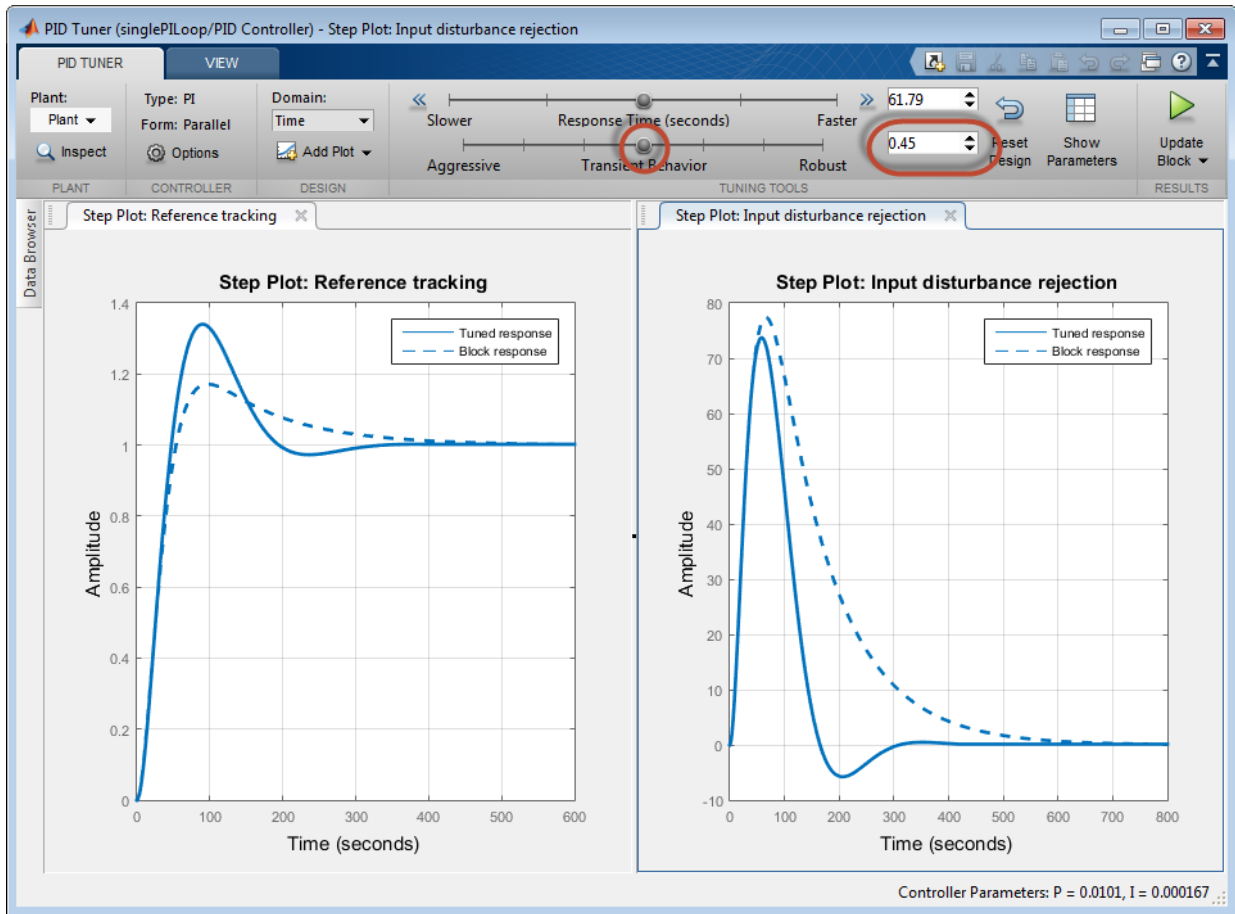 PID Tuner (singlePILoop/PID Controller) - Step Plot: Input disturbance rejection
PID TUNER VIEW
Plant: Type: PI Domain: 61.79
Plant Form: Parallel Time Slower Response Time (seconds) Faster
Inspect Options Add Plot 0.45 Reset Design Show Parameters Update Block
Aggressive Transient Behavior Robust
PLANT CONTROLLER DESIGN TUNING TOOLS RESULTS
Data Browser
Step Plot: Reference tracking
Step Plot: Reference tracking
Tuned response
Block response
1.4
1.2
1
0.8
0.6
0.4
0.2
0
Amplitude
0 100 200 300 400 500 600
Time (seconds)
Step Plot: Input disturbance rejection
Step Plot: Input disturbance rejection
Tuned response
Block response
80
70
60
50
40
30
20
10
0
-10
Amplitude
0 100 200 300 400 500 600 700 800
Time (seconds)
Controller Parameters: P = 0.0101, I = 0.000167